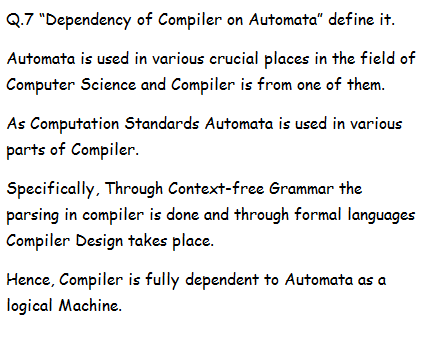 Q.7 “Dependency of Compiler on Automata” define it.
Automata is used in various crucial places in the field of
Computer Science and Compiler is from one of them.
As Computation Standards Automata is used in various
parts of Compiler.
Specifically, Through Context-free Grammar the
parsing in compiler is done and through formal languages
Compiler Design takes place.
Hence, Compiler is fully dependent to Automata as a
logical Machine.